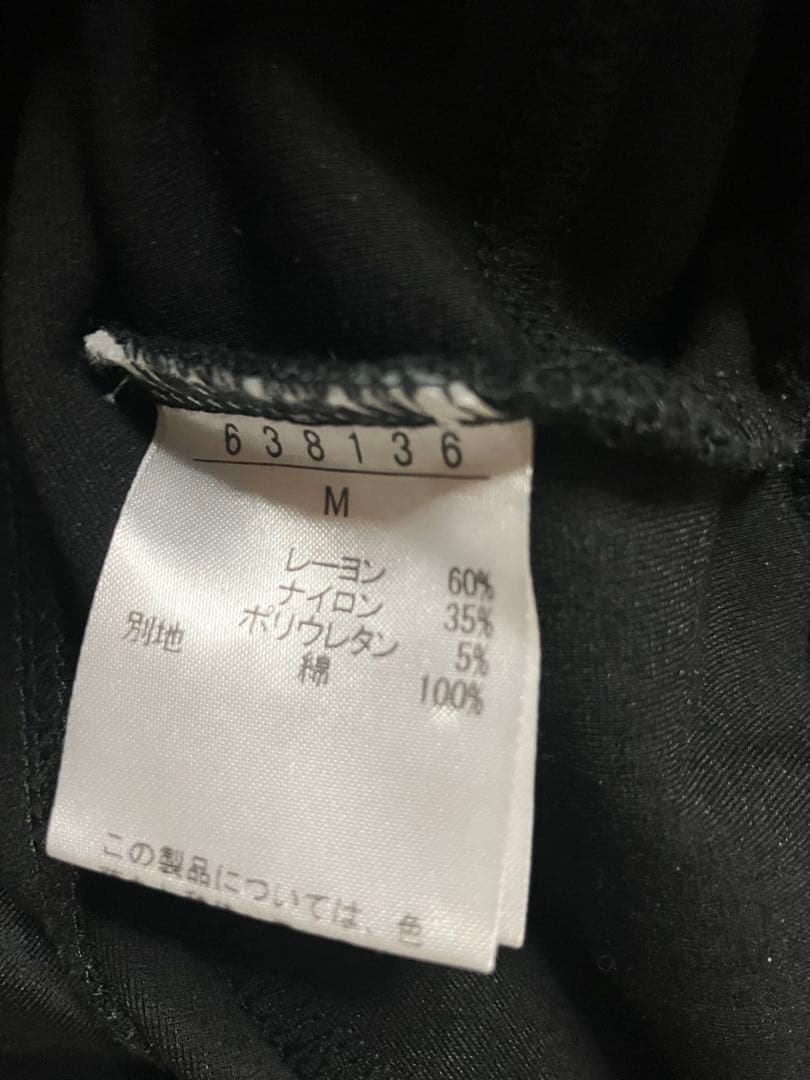 638136
M
レーヨン 60%
ナイロン 35%
ポリウレタン 5%
別地 綿 100%
この製品については、色